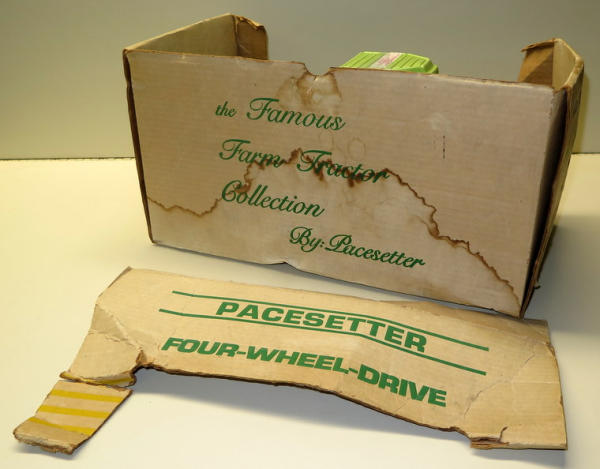 the Famous
Farm Tractor
Collection
By: Pacesetter
PACESETTER
FOUR-WHEEL-DRIVE